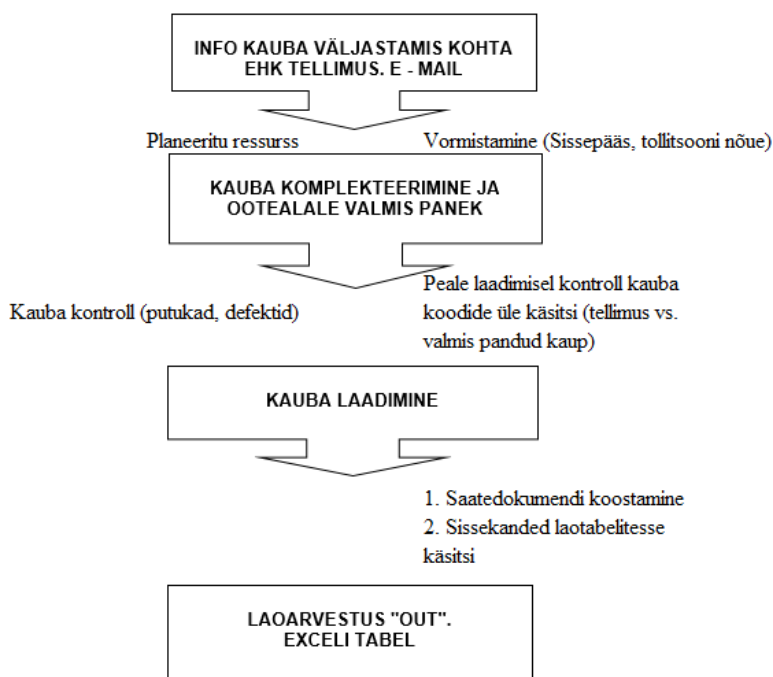 INFO KAUBA VÄLJASTAMIS KOHTA
EHK TELLIMUS. E - MAIL
Planeeritu ressurss
Vormistamine (Sissepääs, tollitsooni nõue)
KAUBA KOMPLEKTEERIMINE JA
OOTEALALE VALMIS PANEK
Kauba kontroll (putukad, defektid)
Peale laadimisel kontroll kauba
koodide üle käsitsi (tellimus vs.
valmis pandud kaup)
KAUBA LAADIMINE
1. Saatedokumendi koostamine
2. Sissekanded laotabelitesse
käsitsi
LAOARVESTUS "OUT".
EXCELI TABEL